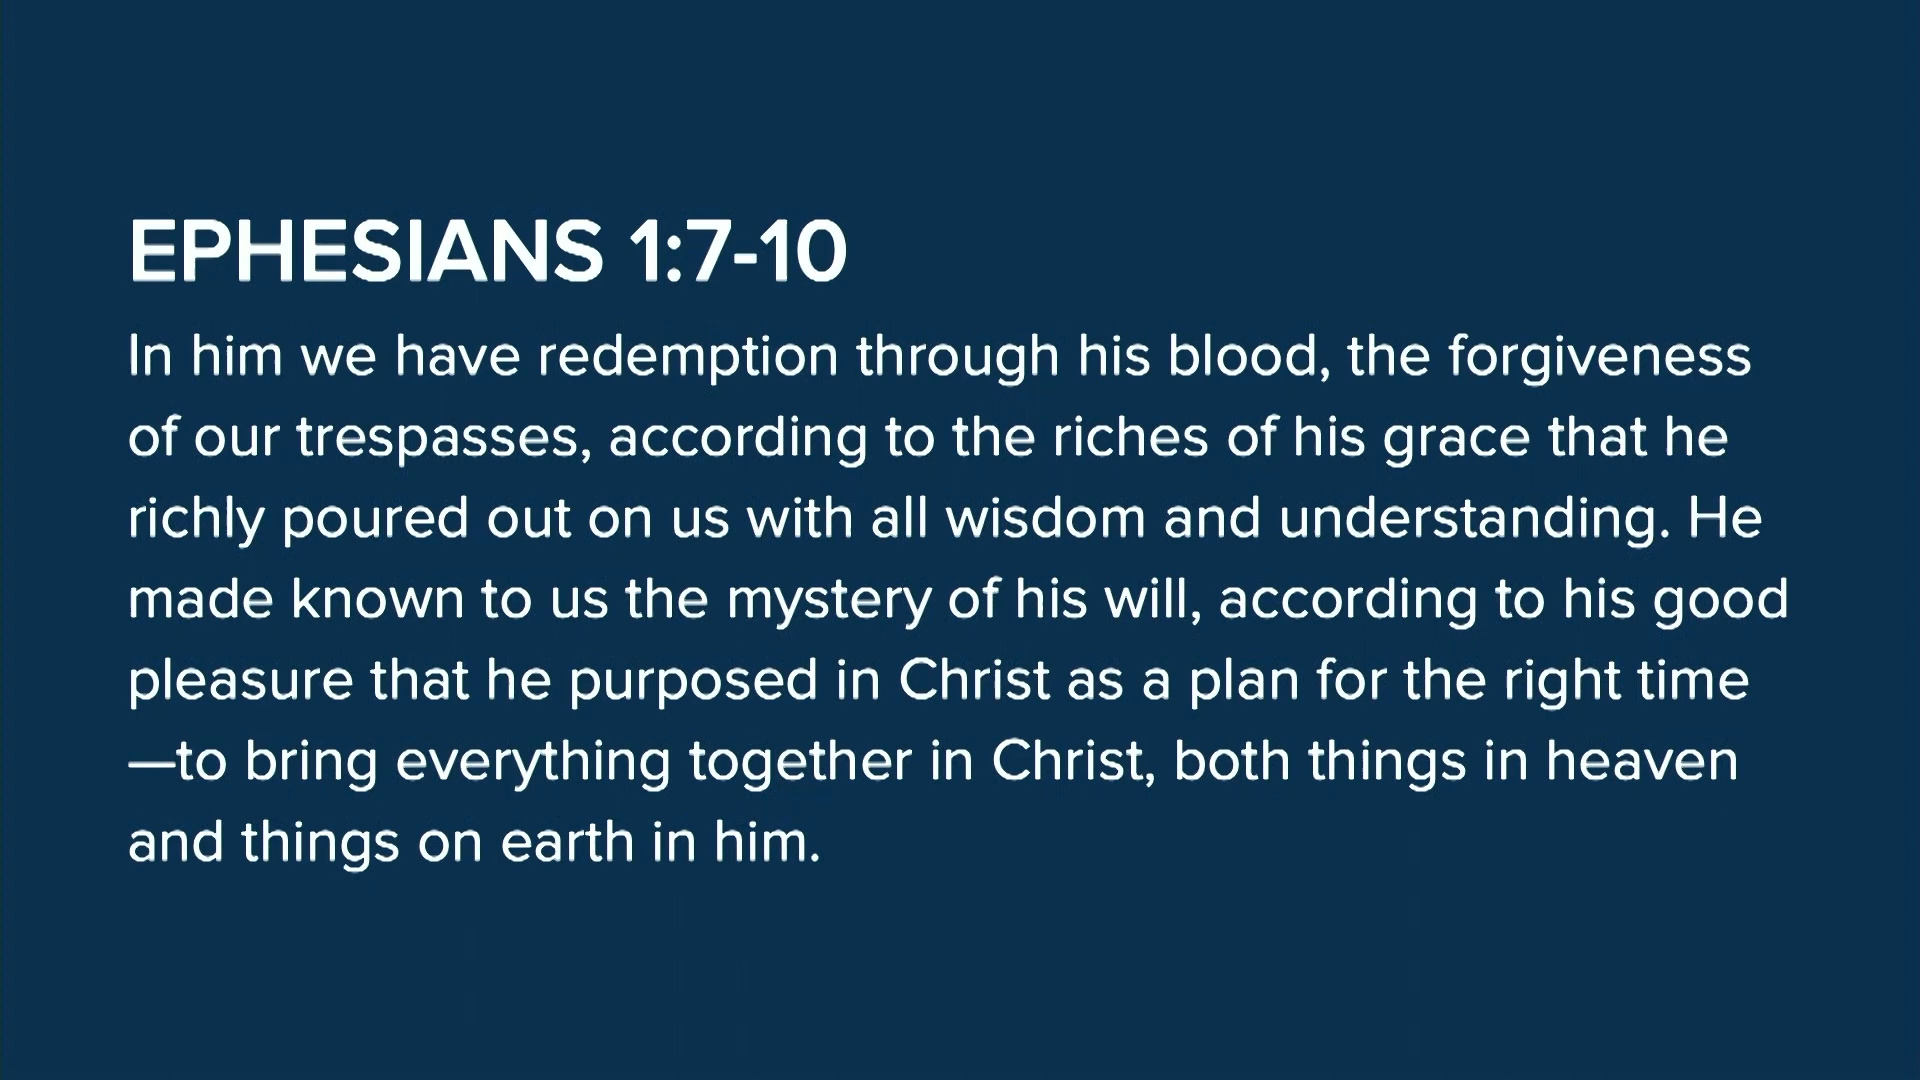 EPHESIANS 1:7-10
In him we have redemption through his blood, the forgiveness
of our trespasses, according to the riches of his grace that he
richly poured out on us with all wisdom and understanding. He
made known to us the mystery of his will, according to his good
pleasure that he purposed in Christ as a plan for the right time
—to bring everything together in Christ, both things in heaven
and things on earth in him.